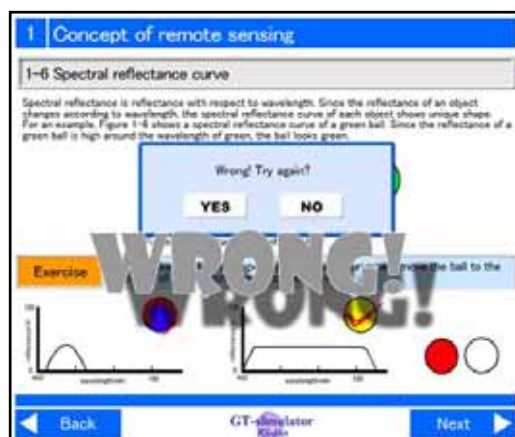 1 Concept of remote sensing
1-6 Spectral reflectance curve
Spectral reflectance is reflectance with respect to wavelength. Since the reflectance of an object
changes according to wavelength, the spectral reflectance curve of each object shows unique shape.
For an example, Figure 1-6 shows a spectral reflectance curve of a green ball. Since the reflectance of a
green ball is high around the wavelength of green, the ball looks green.
Wrong! Try again?
YES NO
WRONG!
WRONG!
Exercise
move the ball to the
Back
GT-simulator
Next